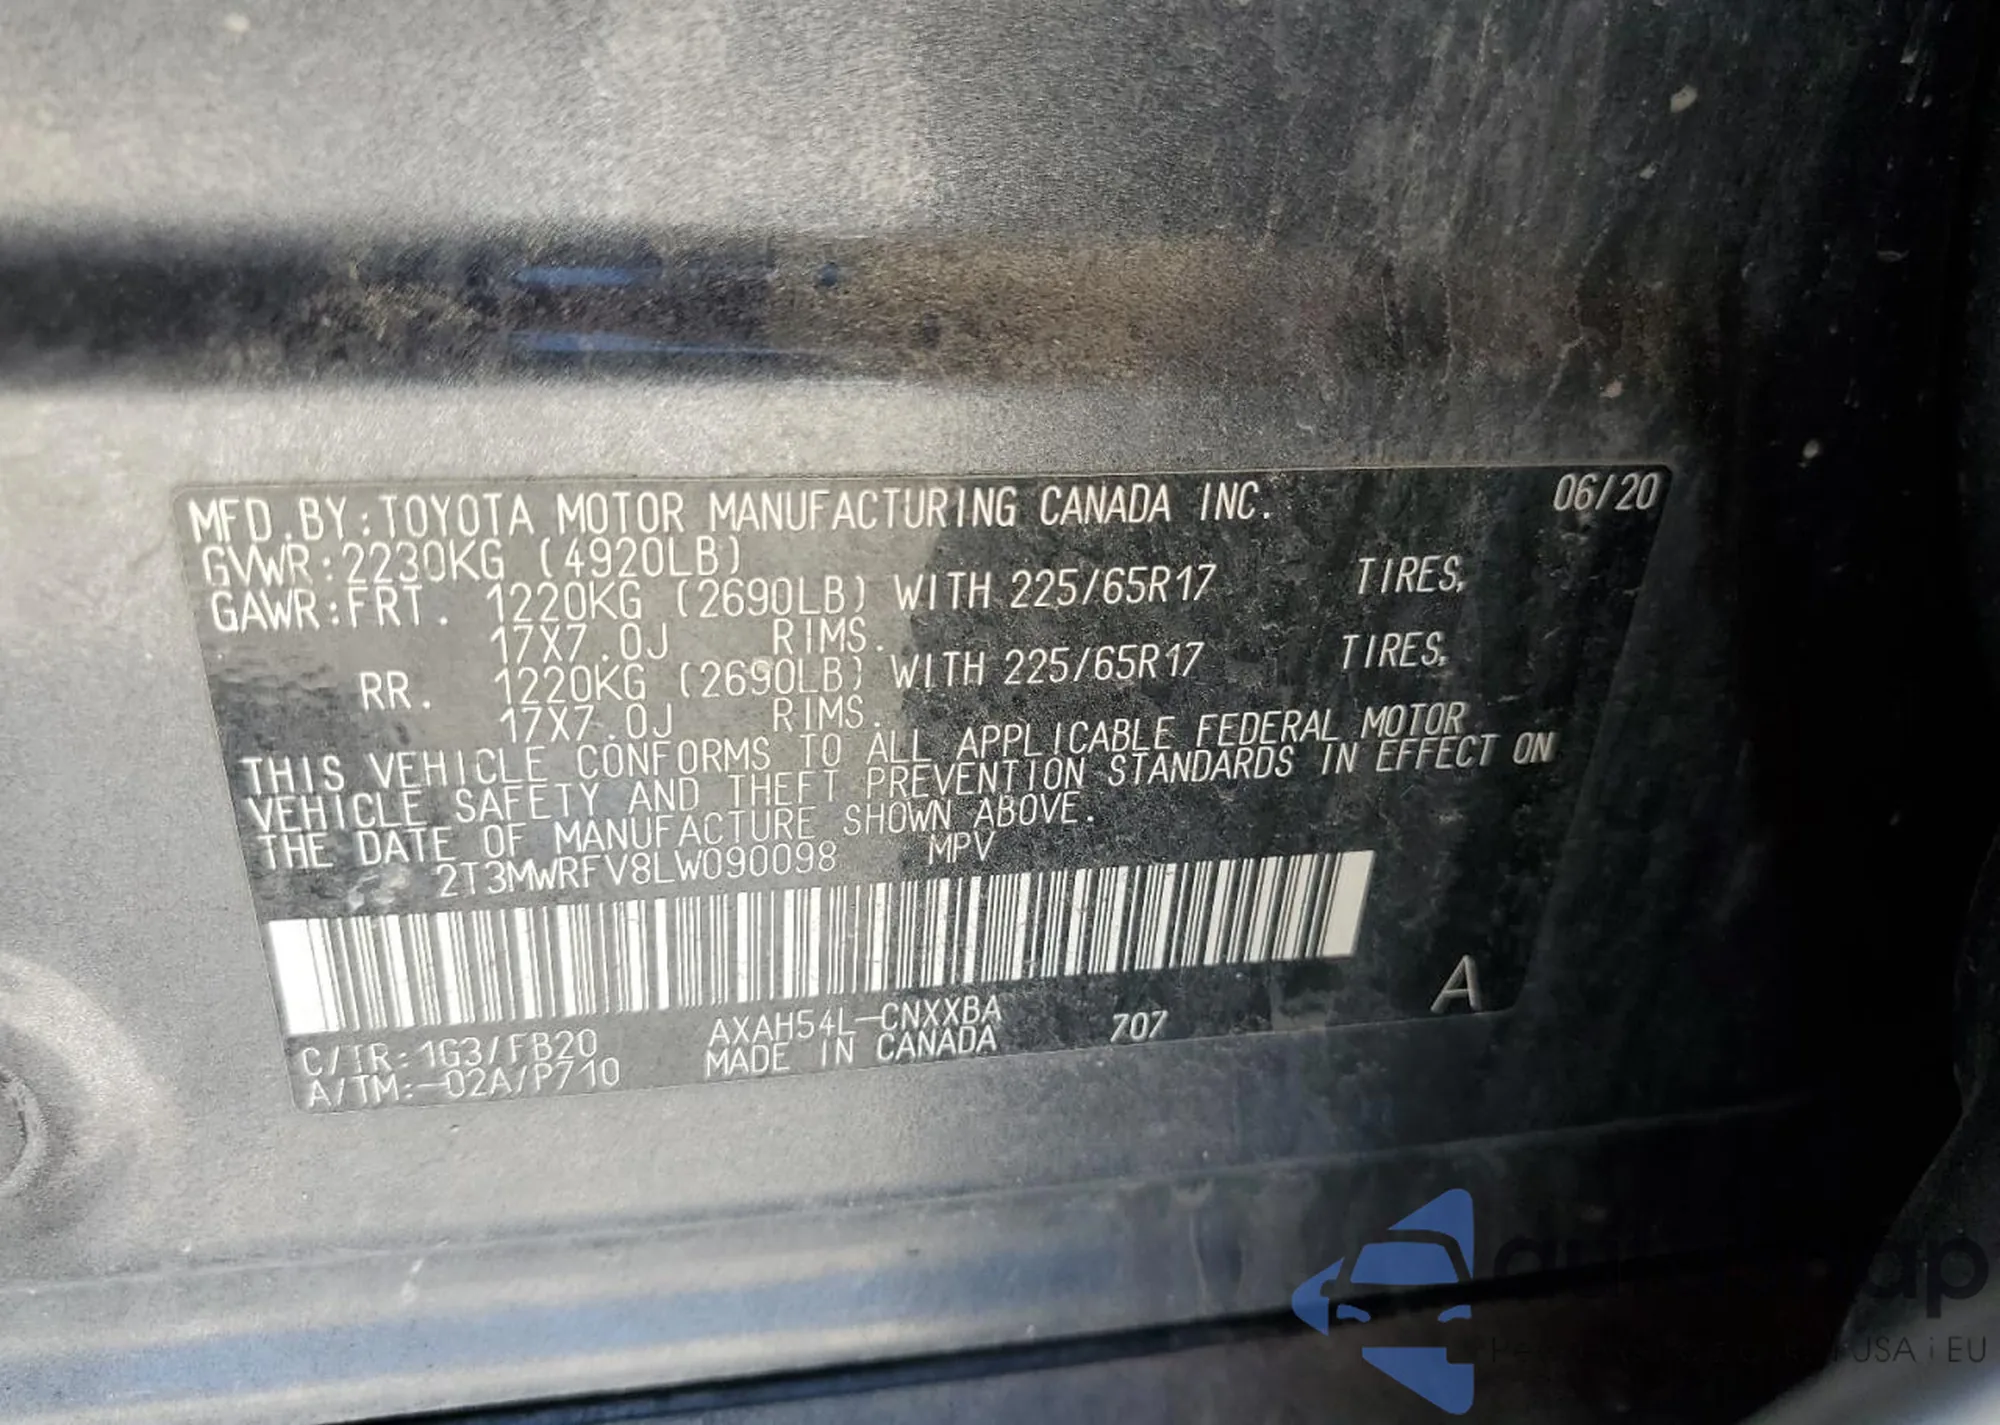 MFD.BY:TOYOTA MOTOR MANUFACTURING CANADA INC. 06/20
GVWR:2230KG (4920LB)
GAWR:FRT. 1220KG (2690LB) WITH 225/65R17 TIRES,
17X7.0J RIMS.
RR. 1220KG (2690LB) WITH 225/65R17 TIRES,
17X7.0J RIMS.
THIS VEHICLE CONFORMS TO ALL APPLICABLE FEDERAL MOTOR
VEHICLE SAFETY AND THEFT PREVENTION STANDARDS IN EFFECT ON
THE DATE OF MANUFACTURE SHOWN ABOVE.
2T3MWRFV8LW090098 MPV
C/TR:1G3/FB20 AXAH54L-CNXXBA 707 A
A/TM:-02A/P710 MADE IN CANADA
USA i EU